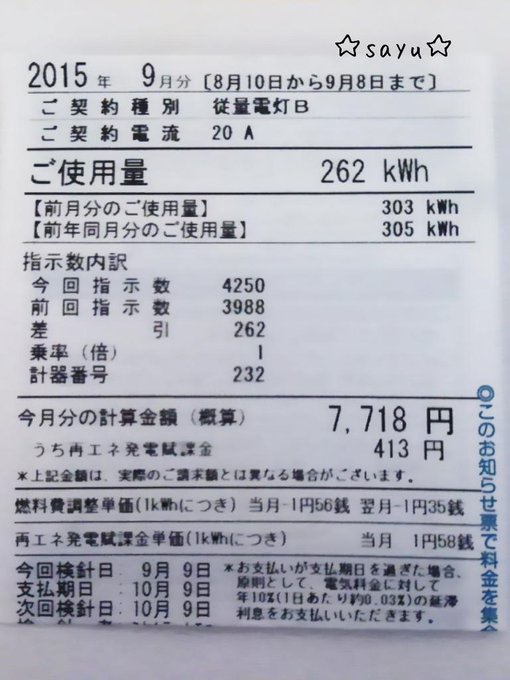 ☆sayu☆
2015 年 9月分 〔8月10日から9月8日まで〕
ご契約種別 従量電灯B
ご契約電流 20 A
ご使用量 262 kWh
【前月分のご使用量】 303 kWh
【前年同月分のご使用量】 305 kWh
指示数内訳
今回指示数 4250
前回指示数 3988
差引 262
乗率(倍) 1
計器番号 232
今月分の計算金額(概算) 7,718 円
うち再エネ発電賦課金 413 円
*上記金額は、実際のご請求額とは異なる場合がございます。
燃料費調整単価(1kWhにつき) 当月-1円56銭 翌月-1円35銭
再エネ発電賦課金単価(1kWhにつき) 当月 1円58銭
今回検針日 9月 9日
支払期日 10月 9日
次回検針日 10月 9日
*お支払いが支払期日を過ぎた場合、
原則として、電気料金に対して
年10%(1日あたり約0.03%)の延滞
利息をお支払いいただきます。
◎このお知らせ票で料金を集